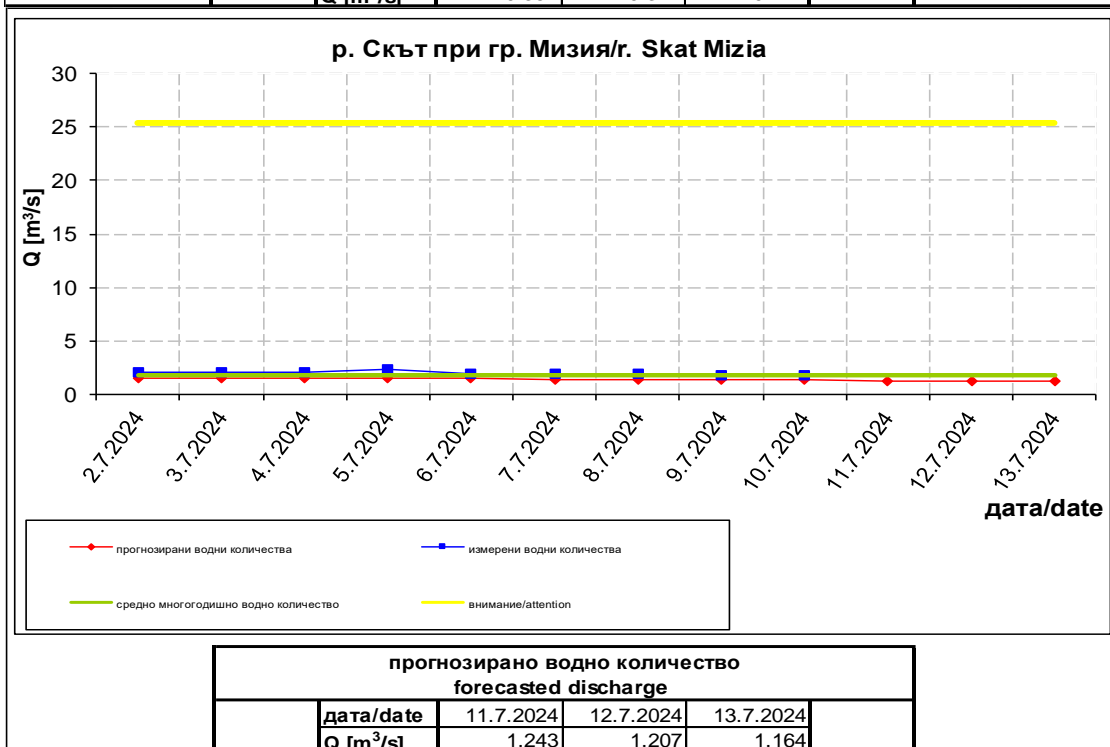 Q [m³/s]
р. Скът при гр. Мизия/r. Skat Mizia
30
25
20
15
10
5
0
Q [m³/s]
2.7.2024
3.7.2024
4.7.2024
5.7.2024
6.7.2024
7.7.2024
8.7.2024
9.7.2024
10.7.2024
11.7.2024
12.7.2024
13.7.2024
дата/date
прогнозирани водни количества
измерени водни количества
средно многогодишно водно количество
внимание/attention
прогнозирано водно количество
forecasted discharge
дата/date 11.7.2024 12.7.2024 13.7.2024
Q [m³/s] 1.243 1.207 1.164